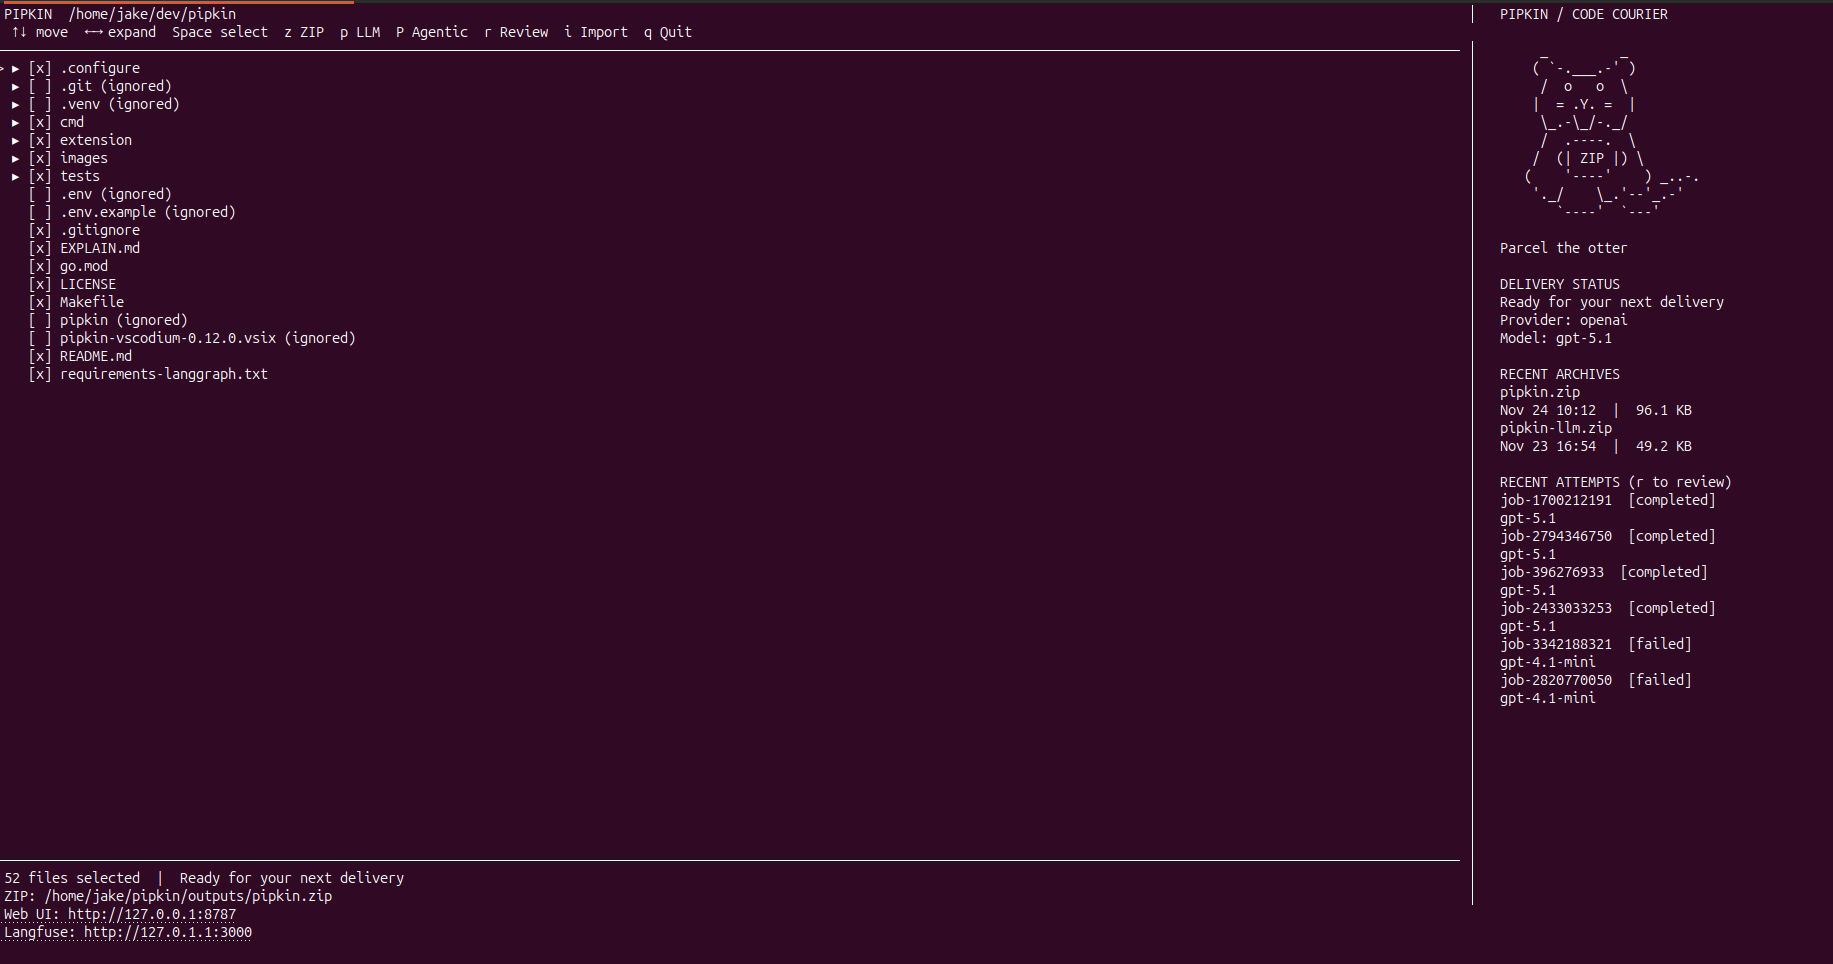 PIPKIN  /home/jake/dev/pipkin
↑↓ move  ←→ expand  Space select  z ZIP  p LLM  P Agentic  r Review  i Import  q Quit
> ▸ [x] .configure
▸ [ ] .git (ignored)
▸ [ ] .venv (ignored)
▸ [x] cmd
▸ [x] extension
▸ [x] images
▸ [x] tests
[ ] .env (ignored)
[ ] .env.example (ignored)
[x] .gitignore
[x] EXPLAIN.md
[x] go.mod
[x] LICENSE
[x] Makefile
[ ] pipkin (ignored)
[ ] pipkin-vscodium-0.12.0.vsix (ignored)
[x] README.md
[x] requirements-langgraph.txt
52 files selected  |  Ready for your next delivery
ZIP: /home/jake/pipkin/outputs/pipkin.zip
Web UI: http://127.0.0.1:8787
Langfuse: http://127.0.1.1:3000
PIPKIN / CODE COURIER
     _         _
    ( `-.___.-' )
     /  o   o  \
    |  = .Y. =  |
     \_.-\_/-._/
     /  .----.  \
    /  (| ZIP |) \
   (    '----'    ) _..-.
    '._/    \_.'--'_.-'
       `----'  `---'
Parcel the otter
DELIVERY STATUS
Ready for your next delivery
Provider: openai
Model: gpt-5.1
RECENT ARCHIVES
pipkin.zip
Nov 24 10:12  |  96.1 KB
pipkin-llm.zip
Nov 23 16:54  |  49.2 KB
RECENT ATTEMPTS (r to review)
job-1700212191  [completed]
gpt-5.1
job-2794346750  [completed]
gpt-5.1
job-396276933  [completed]
gpt-5.1
job-2433033253  [completed]
gpt-5.1
job-3342188321  [failed]
gpt-4.1-mini
job-2820770050  [failed]
gpt-4.1-mini